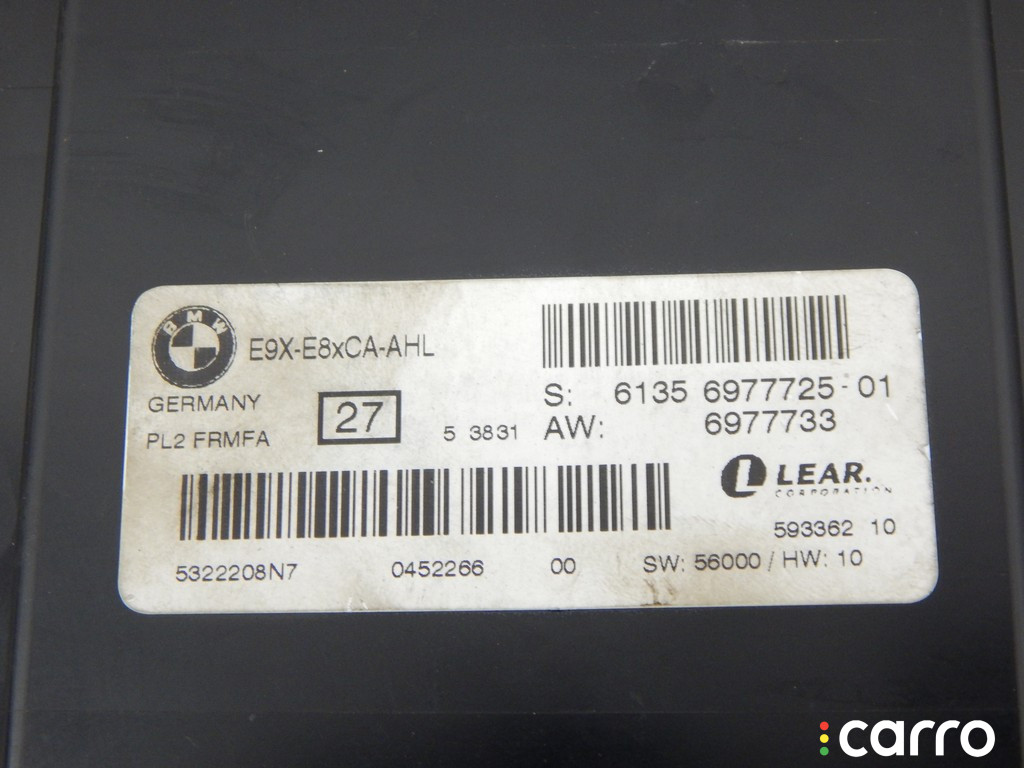 BMW
E9X-E8xCA-AHL
GERMANY
PL2 FRMFA
27
5 3831
S: 6135 6977725-01
AW: 6977733
LEAR.
CORPORATION
593362 10
5322208N7 0452266 00 SW: 56000 / HW: 10
carro